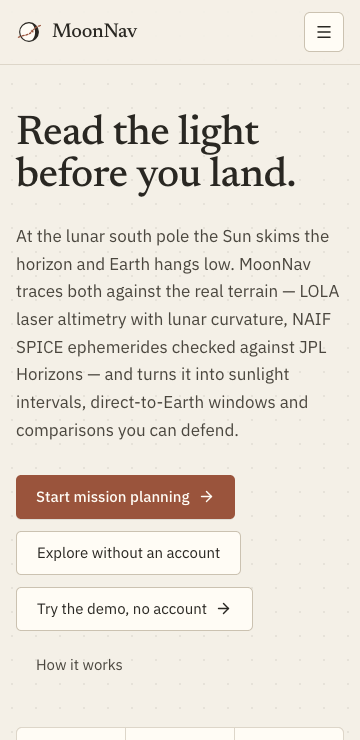 MoonNav
Read the light
before you land.
At the lunar south pole the Sun skims the
horizon and Earth hangs low. MoonNav
traces both against the real terrain — LOLA
laser altimetry with lunar curvature, NAIF
SPICE ephemerides checked against JPL
Horizons — and turns it into sunlight
intervals, direct-to-Earth windows and
comparisons you can defend.
Start mission planning →
Explore without an account
Try the demo, no account →
How it works